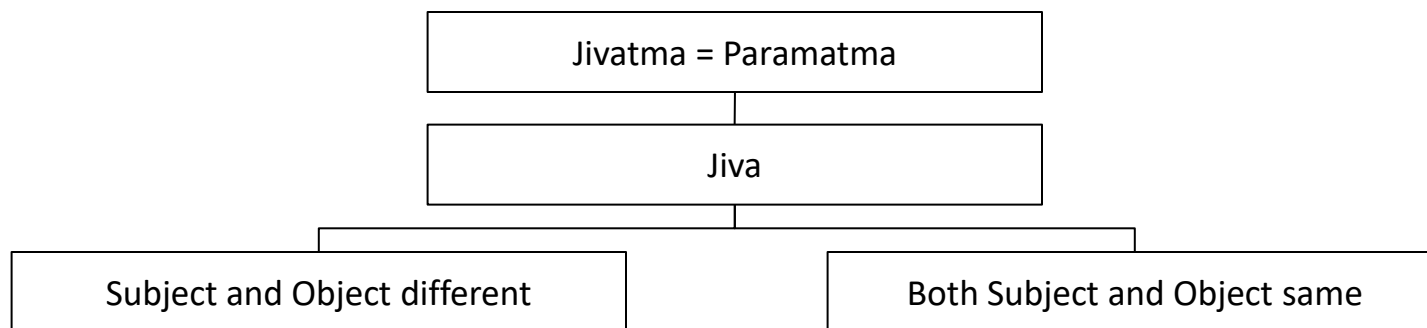 Jivatma = Paramatma
Jiva
Subject and Object different
Both Subject and Object same